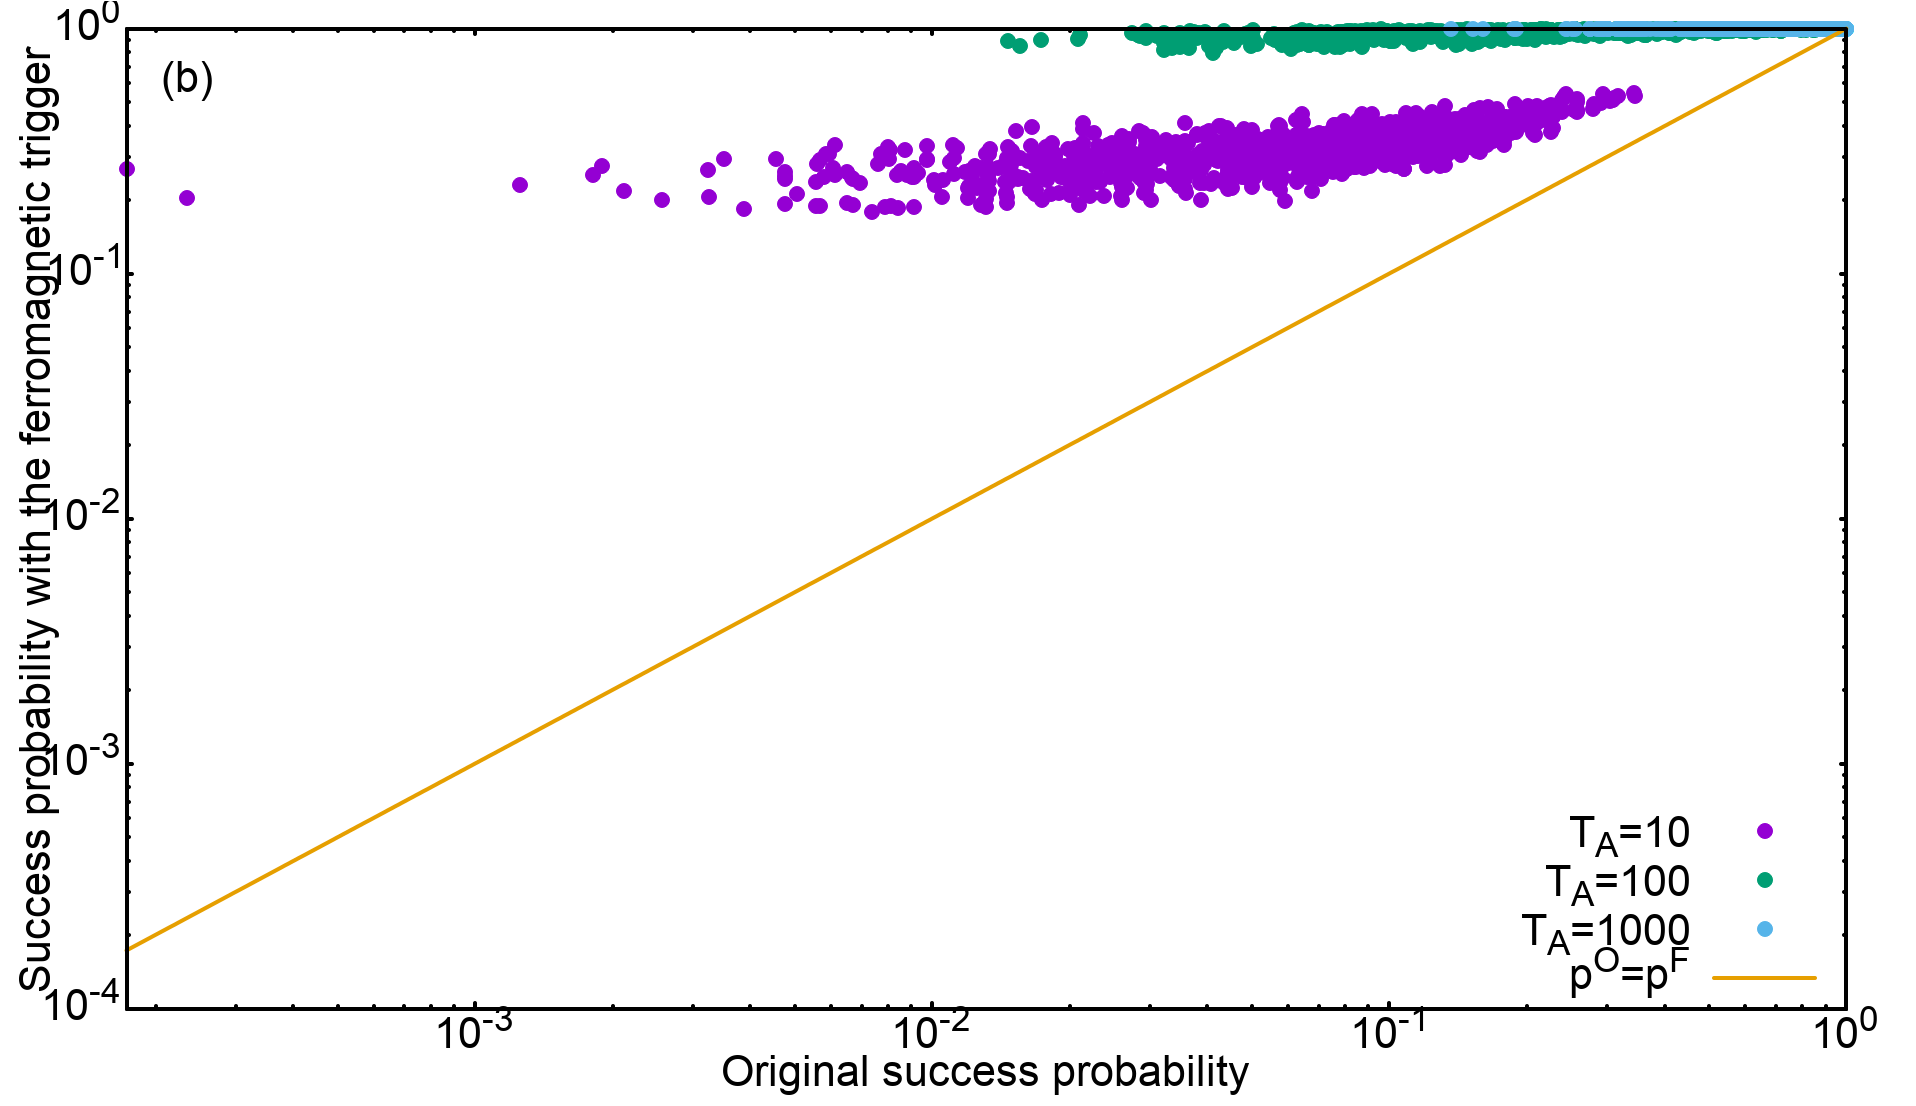 Success probability with the ferromagnetic trigger
10^0
10^-1
10^-2
10^-3
10^-4
(b)
T_A=10
T_A=100
T_A=1000
p^O=p^F
10^-3
10^-2
10^-1
10^0
Original success probability